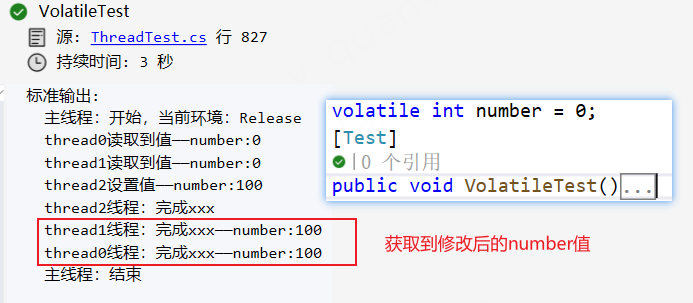 VolatileTest
源: ThreadTest.cs 行 827
持续时间: 3 秒
标准输出:
主线程：开始，当前环境：Release
thread0读取到值——number:0
thread1读取到值——number:0
thread2设置值——number:100
thread2线程：完成xxx
thread1线程：完成xxx——number:100
thread0线程：完成xxx——number:100
主线程：结束
volatile int number = 0;
[Test]
|0 个引用
public void VolatileTest()...
获取到修改后的number值